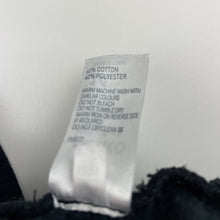 COTTON
POLYESTER
WARM MACHINE WASH WITH
SIMILAR COLOURS
DO NOT BLEACH
DO NOT TUMBLE DRY
WARM IRON ON REVERSE SIDE
IF REQUIRED
DO NOT DRYCLEAN